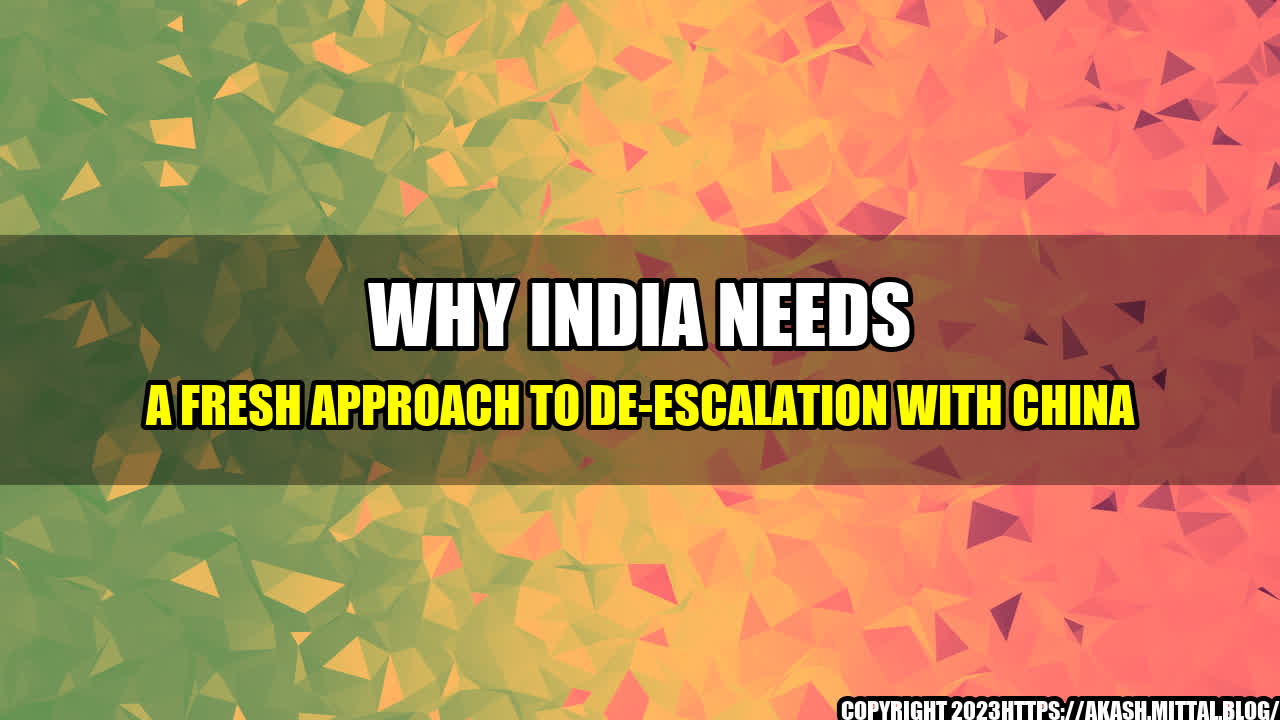 WHY INDIA NEEDS
A FRESH APPROACH TO DE-ESCALATION WITH CHINA
COPYRIGHT 2023HTTPS://AKASH.MITTAL.BLOG/